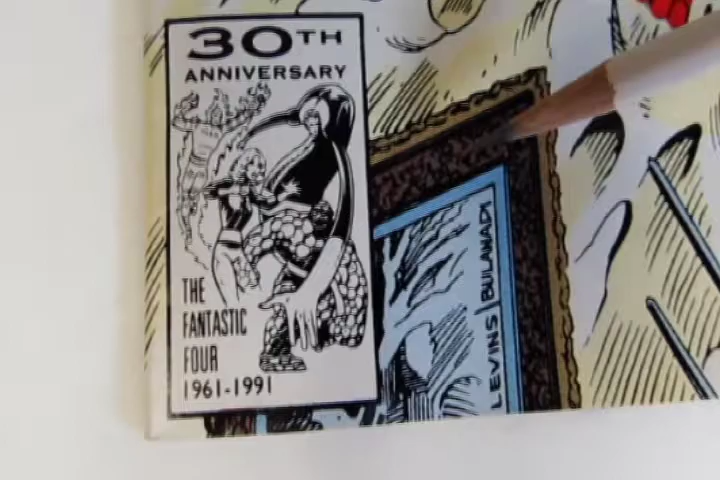 30TH
ANNIVERSARY
THE
FANTASTIC
FOUR
1961-1991
LEVINS | BULANADI